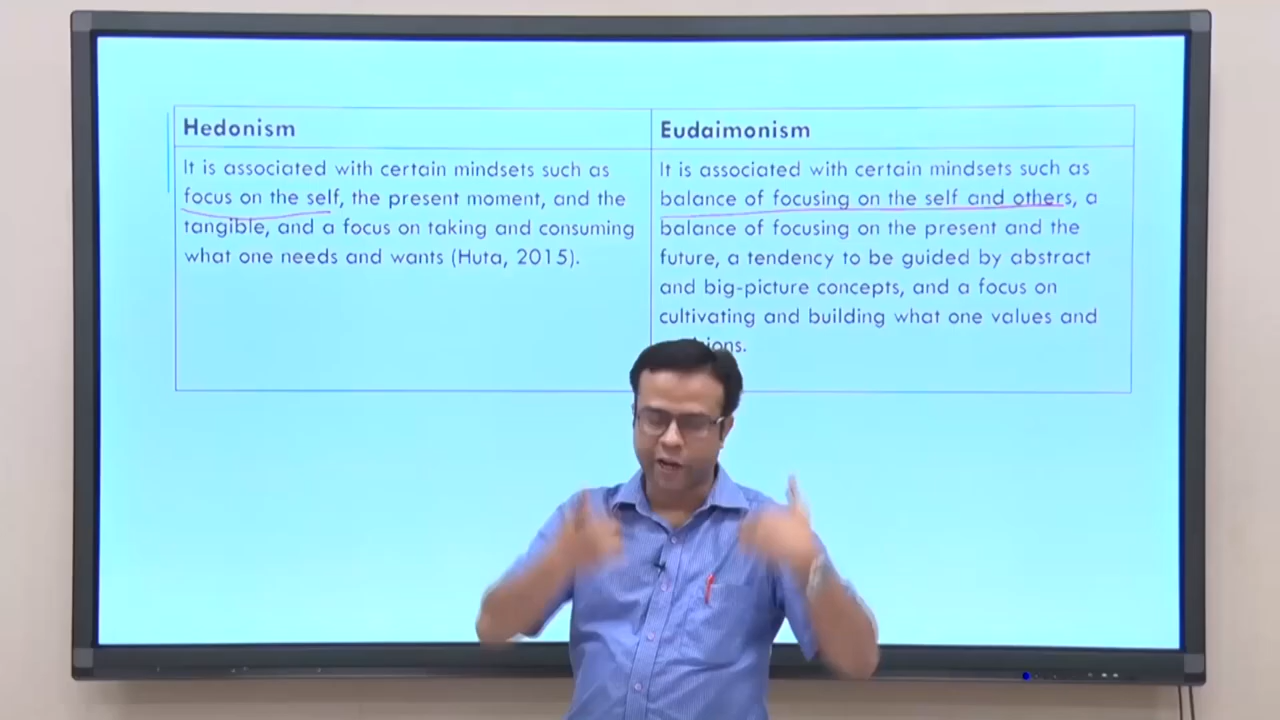 Hedonism
It is associated with certain mindsets such as
focus on the self, the present moment, and the
tangible, and a focus on taking and consuming
what one needs and wants (Huta, 2015).
Eudaimonism
It is associated with certain mindsets such as
balance of focusing on the self and others, a
balance of focusing on the present and the
future, a tendency to be guided by abstract
and big-picture concepts, and a focus on
cultivating and building what one values and